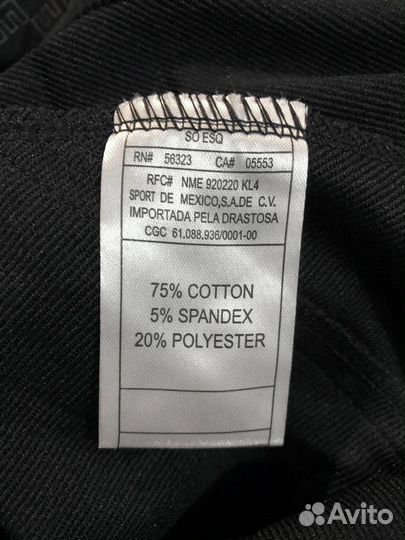 SO ESQ
RN# 56323 CA# 05553
RFC# NME 920220 KL4
SPORT DE MEXICO,S.A.DE C.V.
IMPORTADA PELA DRASTOSA
CGC 61.088.936/0001-00
75% COTTON
5% SPANDEX
20% POLYESTER
Avito